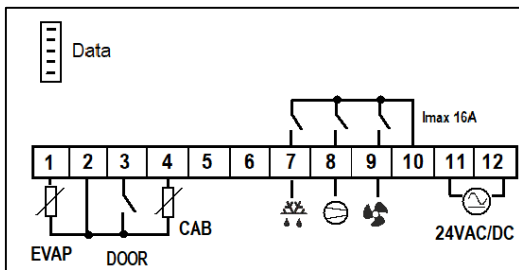 Data
Imax 16A
1 2 3 4 5 6 7 8 9 10 11 12
CAB
EVAP
DOOR
24VAC/DC